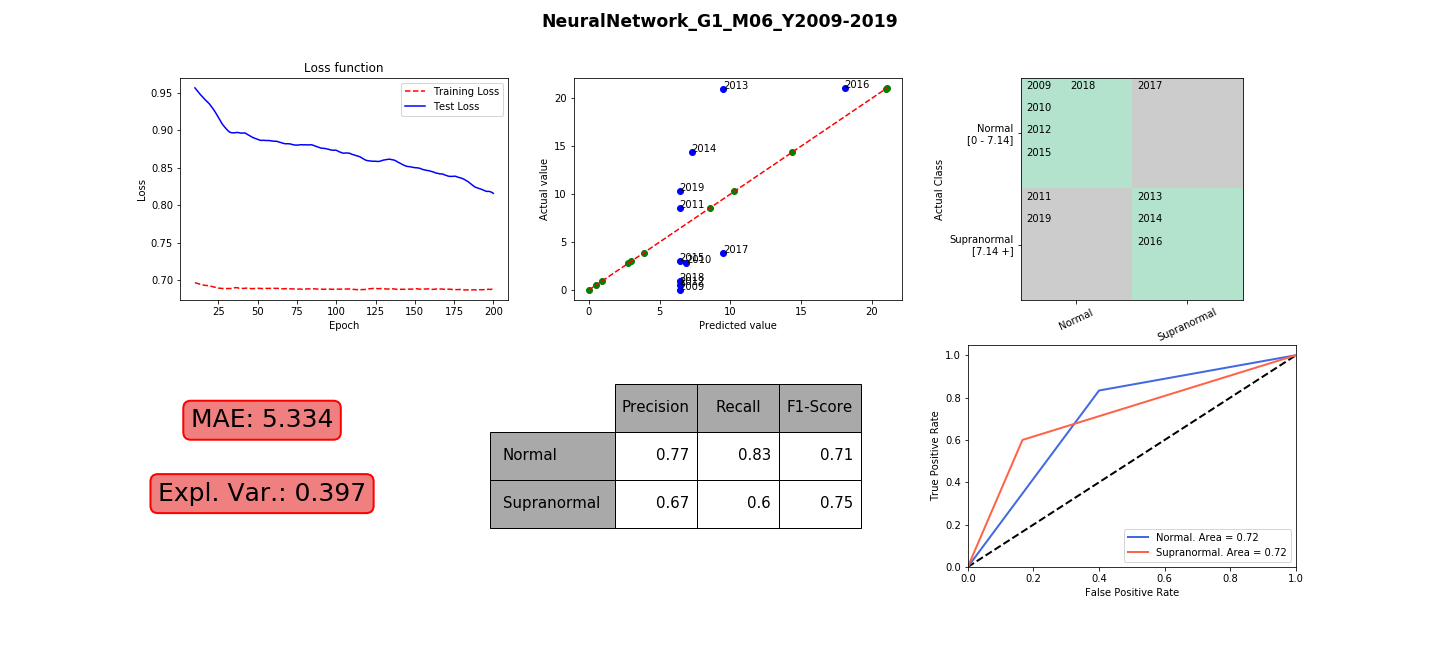 NeuralNetwork_G1_M06_Y2009-2019
Loss function
Training Loss
Test Loss
0.95
0.90
0.85
0.80
0.75
0.70
Loss
25 50 75 100 125 150 175 200
Epoch
20
15
10
5
0
Actual value
2013
2016
2014
2019
2011
2017
2015
2010
2018
2009
0 5 10 15 20
Predicted value
Actual Class
Normal
[0 - 7.14]
Supranormal
[7.14 +]
2009 2018 2017
2010
2012
2015
2011 2013
2019 2014
2016
Normal Supranormal
MAE: 5.334
Expl. Var.: 0.397
Precision Recall F1-Score
Normal 0.77 0.83 0.71
Supranormal 0.67 0.6 0.75
1.0
0.8
0.6
0.4
0.2
0.0
True Positive Rate
Normal. Area = 0.72
Supranormal. Area = 0.72
0.0 0.2 0.4 0.6 0.8 1.0
False Positive Rate